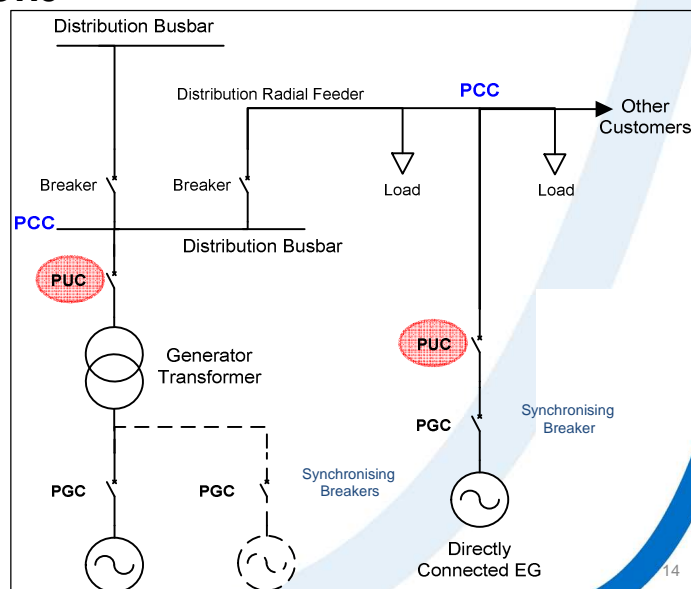 Distribution Busbar
Distribution Radial Feeder
PCC
Other
Customers
Breaker
Breaker
Load
Load
PCC
Distribution Busbar
PUC
Generator
Transformer
PUC
PGC
Synchronising
Breaker
PGC
PGC
Synchronising
Breakers
Directly
Connected EG
14